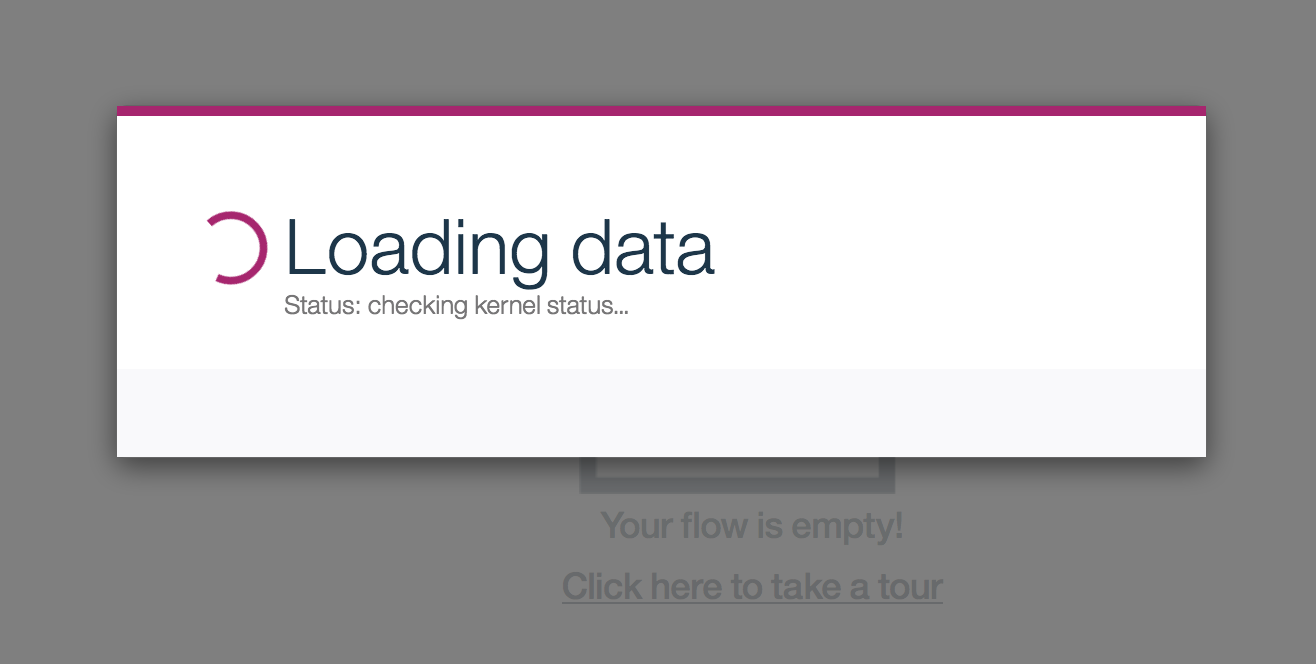 Loading data
Status: checking kernel status...
Your flow is empty!
Click here to take a tour